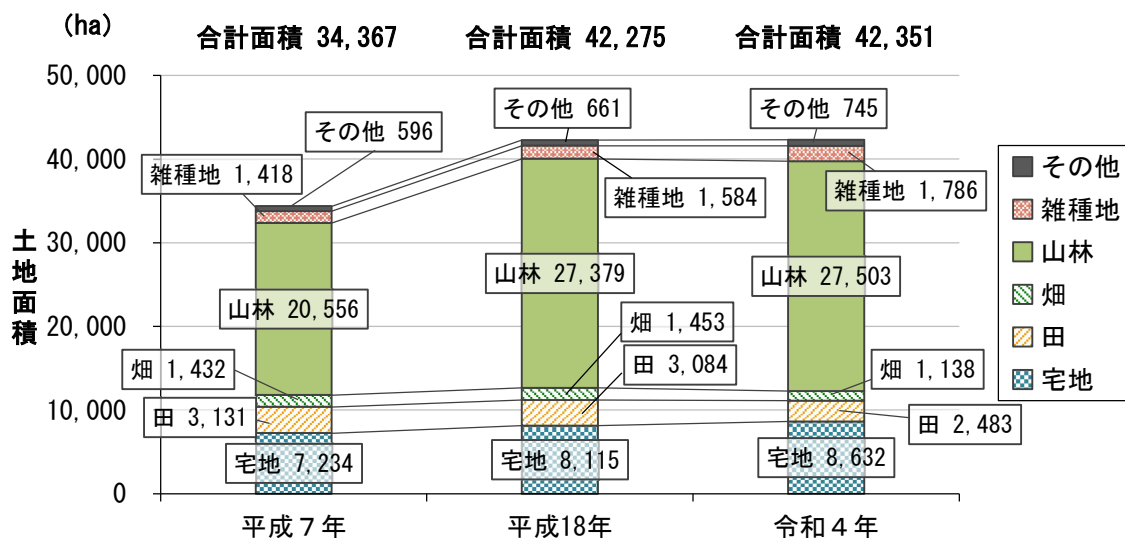 (ha)
合計面積 34,367
合計面積 42,275
合計面積 42,351
土地面積
50,000
40,000
30,000
20,000
10,000
0
その他 596
雑種地 1,418
山林 20,556
畑 1,432
田 3,131
宅地 7,234
その他 661
雑種地 1,584
山林 27,379
畑 1,453
田 3,084
宅地 8,115
その他 745
雑種地 1,786
山林 27,503
畑 1,138
田 2,483
宅地 8,632
平成７年
平成18年
令和４年
その他
雑種地
山林
畑
田
宅地